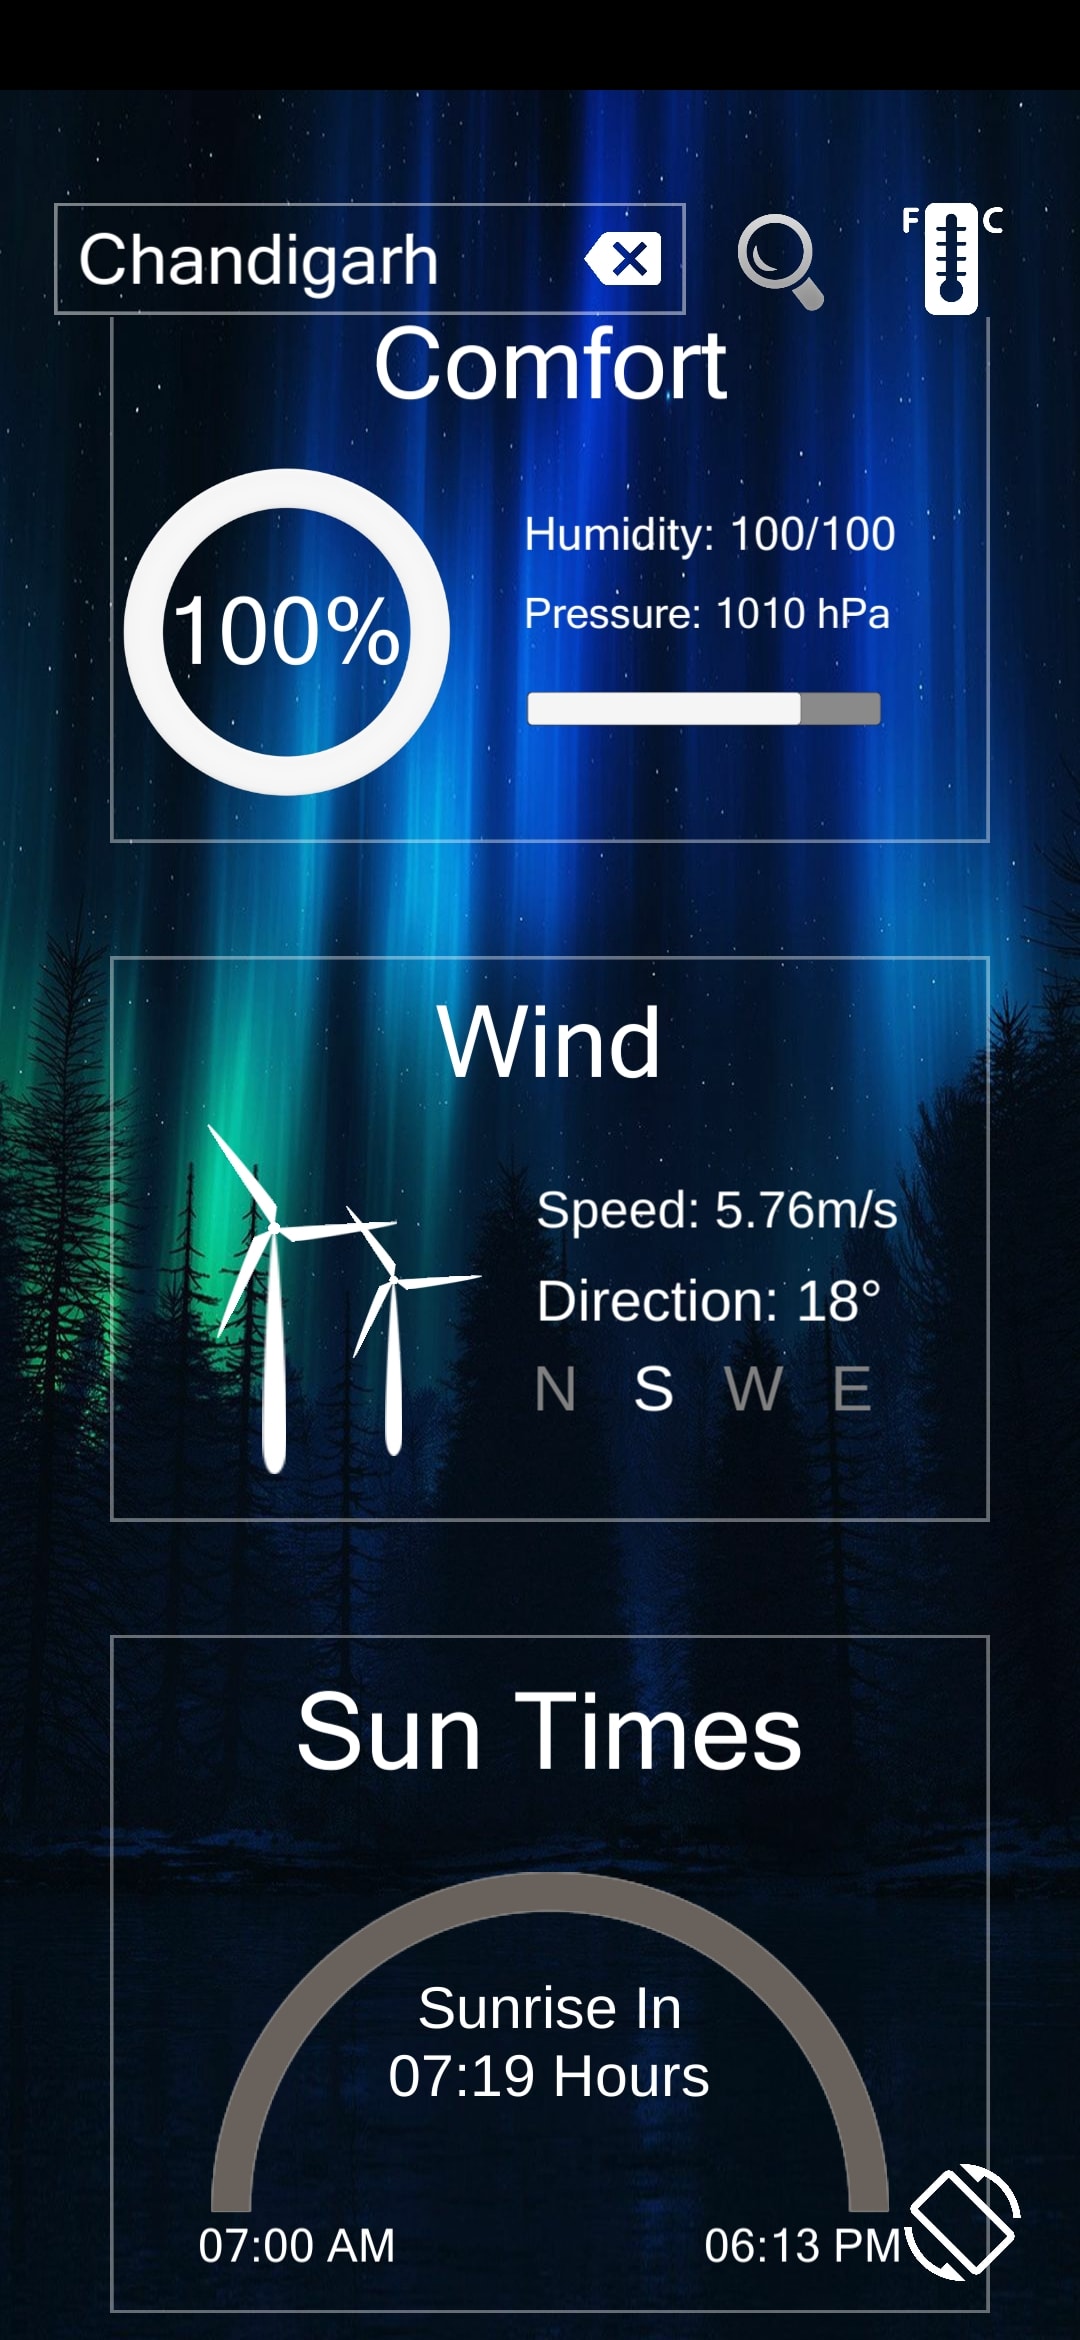 Chandigarh
F C
Comfort
100%
Humidity: 100/100
Pressure: 1010 hPa
Wind
Speed: 5.76m/s
Direction: 18°
N S W E
Sun Times
Sunrise In
07:19 Hours
07:00 AM
06:13 PM